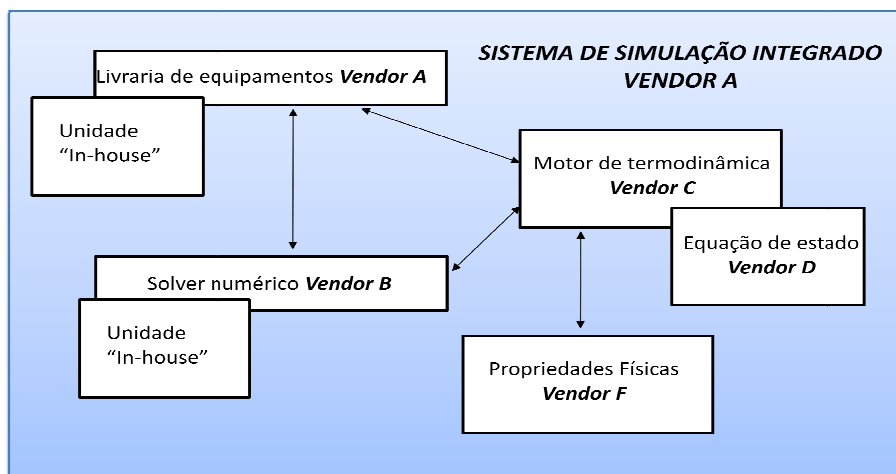 SISTEMA DE SIMULAÇÃO INTEGRADO
VENDOR A
Livraria de equipamentos Vendor A
Unidade
“In-house”
Motor de termodinâmica
Vendor C
Equação de estado
Vendor D
Solver numérico Vendor B
Unidade
“In-house”
Propriedades Físicas
Vendor F